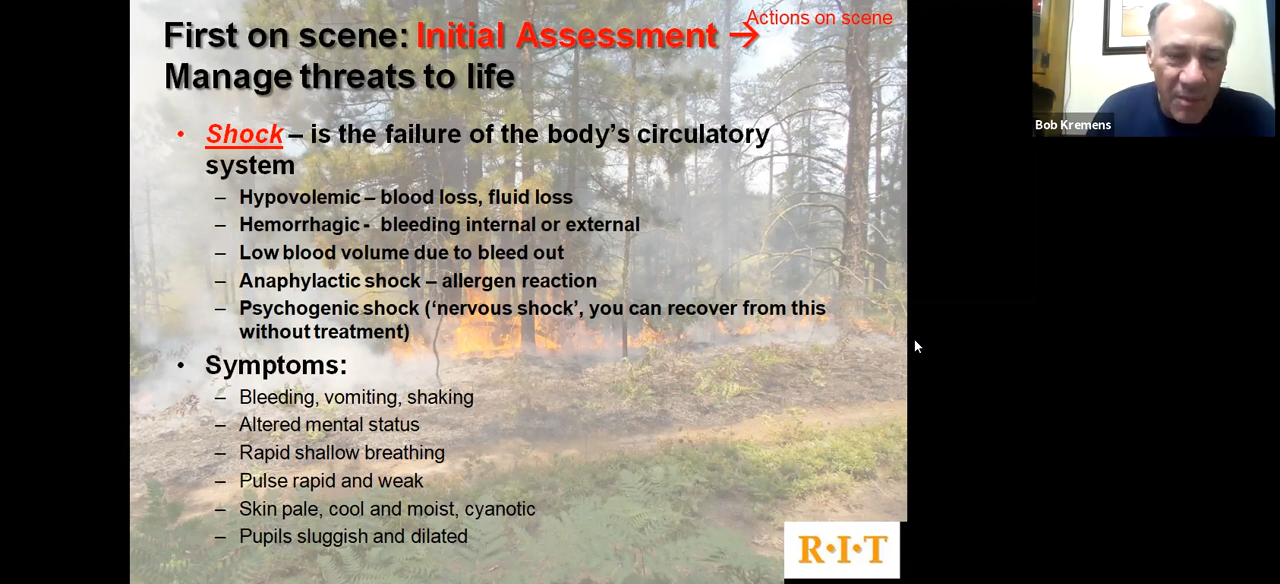 Actions on scene
First on scene: Initial Assessment →
Manage threats to life
• Shock – is the failure of the body’s circulatory
system
– Hypovolemic – blood loss, fluid loss
– Hemorrhagic - bleeding internal or external
– Low blood volume due to bleed out
– Anaphylactic shock – allergen reaction
– Psychogenic shock (‘nervous shock’, you can recover from this
without treatment)
• Symptoms:
– Bleeding, vomiting, shaking
– Altered mental status
– Rapid shallow breathing
– Pulse rapid and weak
– Skin pale, cool and moist, cyanotic
– Pupils sluggish and dilated
R·I·T
Bob Kremens